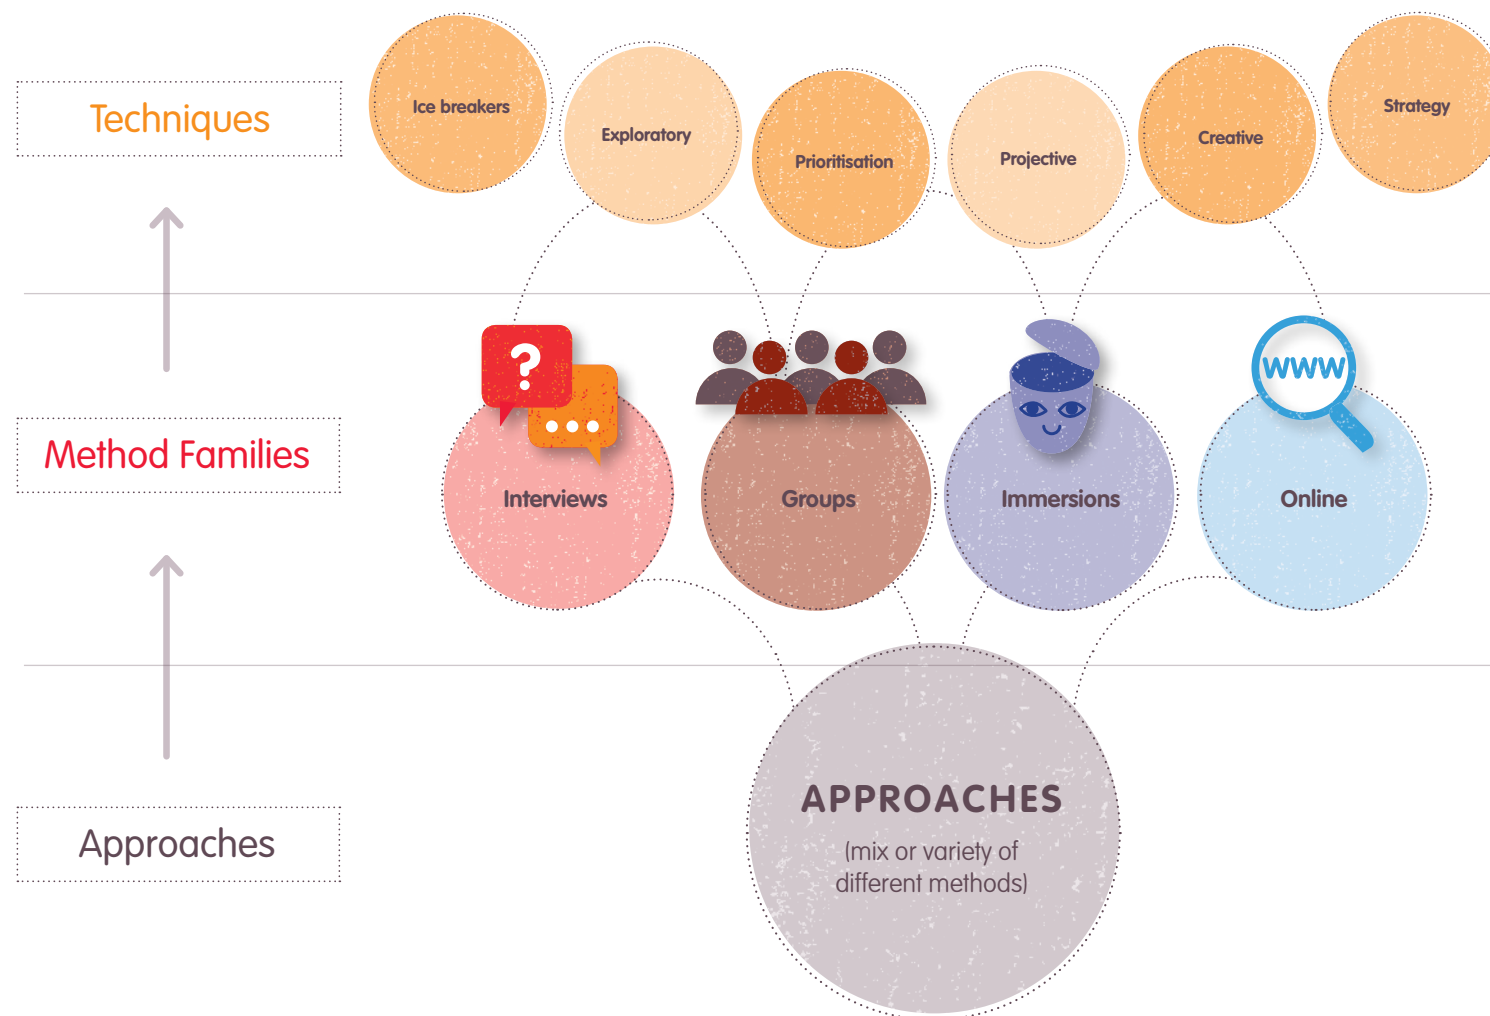 Techniques
Ice breakers
Exploratory
Prioritisation
Projective
Creative
Strategy
Method Families
?
WWW
Interviews
Groups
Immersions
Online
Approaches
APPROACHES
(mix or variety of
different methods)